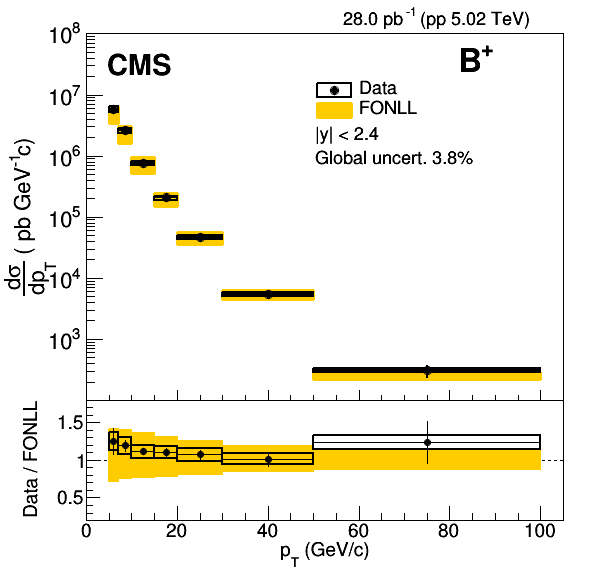 28.0 pb⁻¹ (pp 5.02 TeV)
10⁸
CMS
B⁺
Data
FONLL
|y| < 2.4
Global uncert. 3.8%
10⁷
10⁶
10⁵
10⁴
10³
dσ/dp_T ( pb GeV⁻¹c)
Data / FONLL
1.5
1
0.5
0 20 40 60 80 100
p_T (GeV/c)